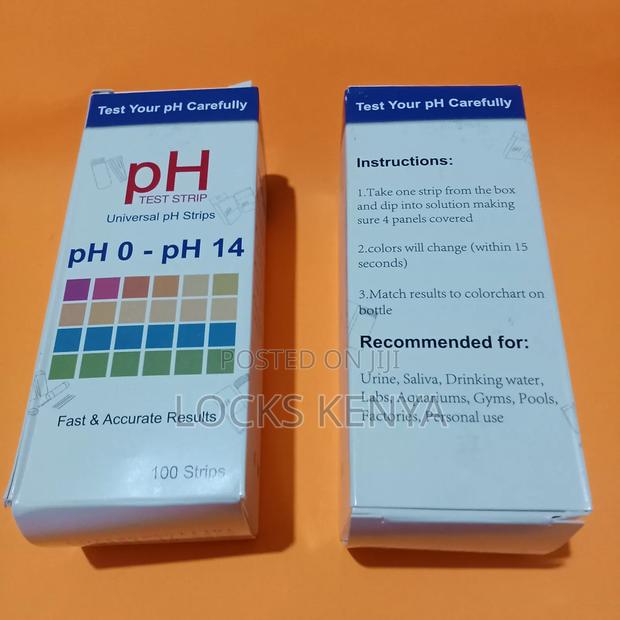 Test Your pH Carefully
pH
TEST STRIP
Universal pH Strips
pH 0 - pH 14
Fast & Accurate Results
100 Strips
Test Your pH Carefully
Instructions:
1.Take one strip from the box
and dip into solution making
sure 4 panels covered
2.colors will change (within 15
seconds)
3.Match results to colorchart on
bottle
Recommended for:
Urine, Saliva, Drinking water,
Labs, Aquariums, Gyms, Pools,
Factories, Personal use
POSTED ON JIJI
LOCKS KENYA